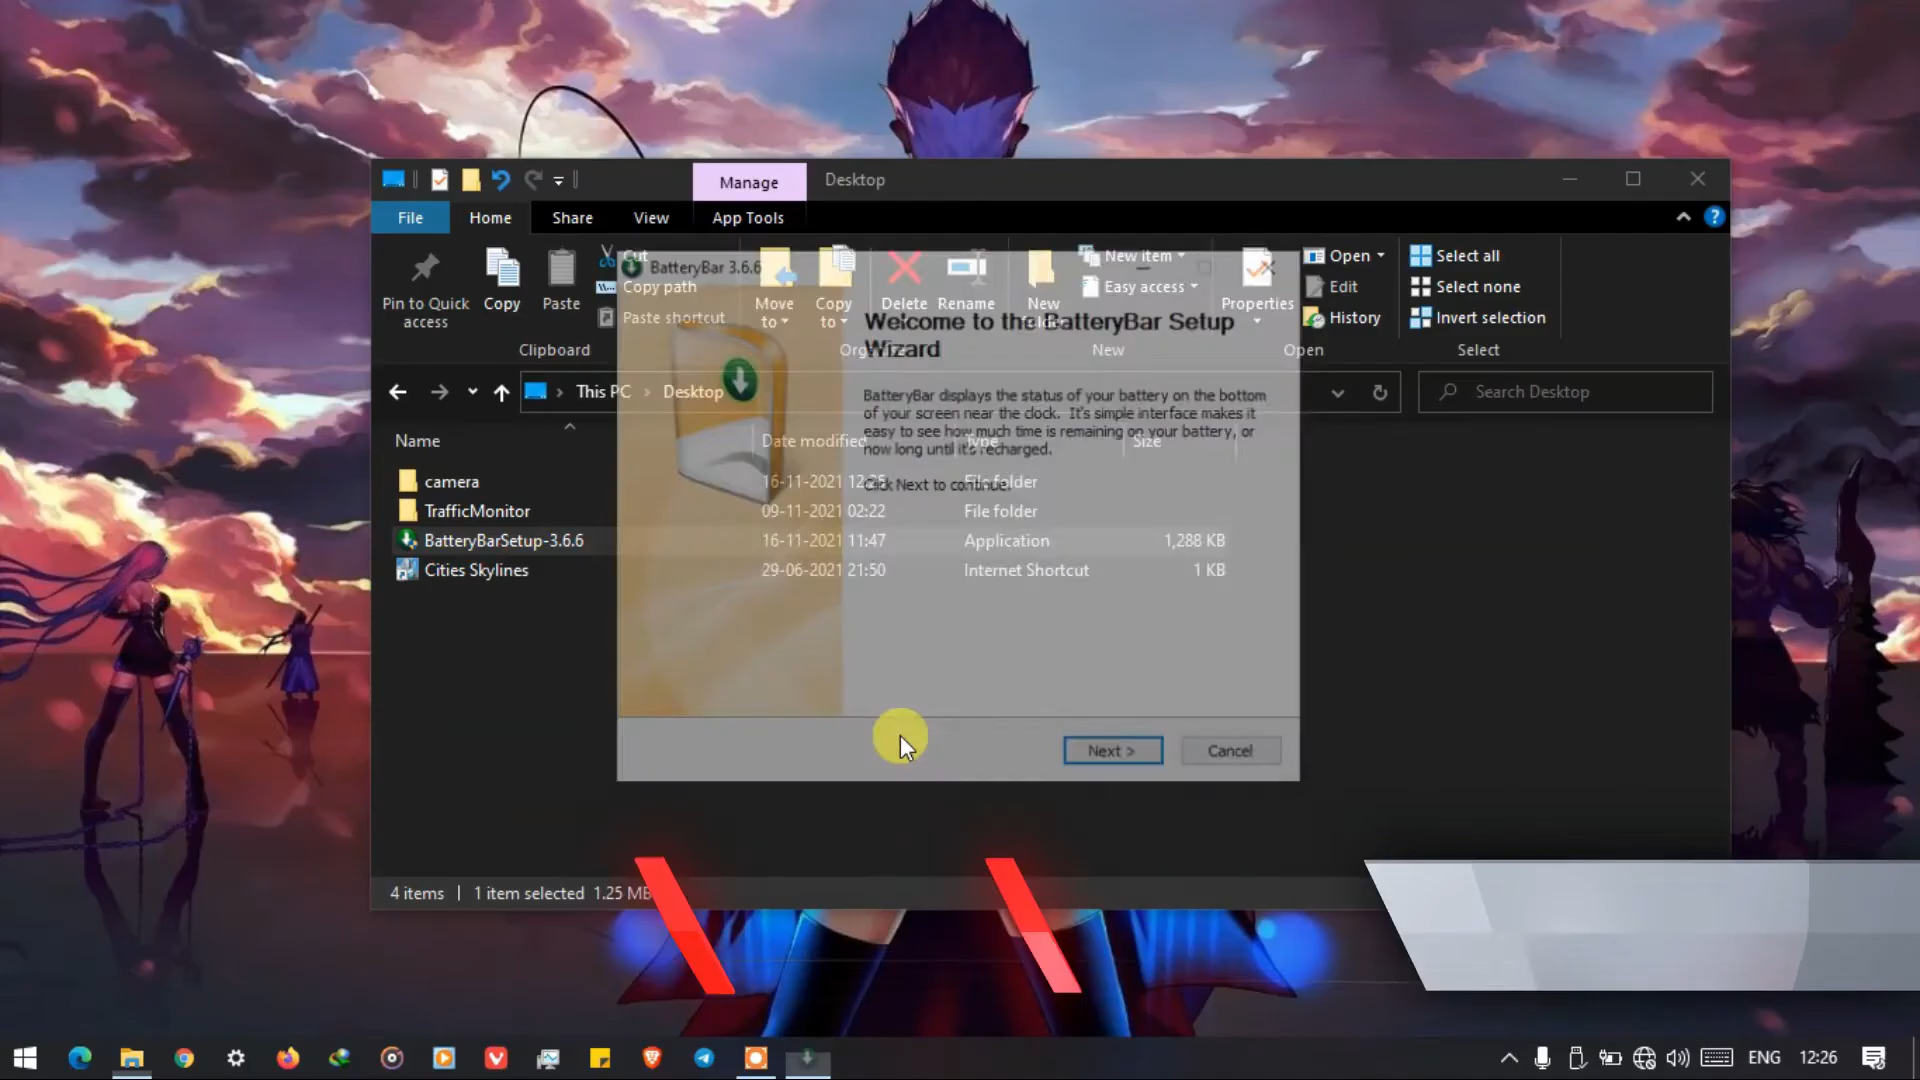 Manage
Desktop
File
Home
Share
View
App Tools
Pin to Quick
access
Copy
Paste
Cut
Copy path
Paste shortcut
Clipboard
Move
to
Copy
to
Delete
Rename
New
New item
Easy access
New
Properties
Open
Edit
History
Open
Select all
Select none
Invert selection
Select
This PC
Desktop
Search Desktop
Name
Date modified
Type
Size
camera
16-11-2021 12:25
File folder
TrafficMonitor
09-11-2021 02:22
File folder
BatteryBarSetup-3.6.6
16-11-2021 11:47
Application
1,288 KB
Cities Skylines
29-06-2021 21:50
Internet Shortcut
1 KB
BatteryBar 3.6.6
Welcome to the BatteryBar Setup
Wizard
BatteryBar displays the status of your battery on the bottom
of your screen near the clock. It's simple interface makes it
easy to see how much time is remaining on your battery, or
how long until it's recharged.
Click Next to continue.
Next >
Cancel
4 items
1 item selected 1.25 MB
ENG
12:26